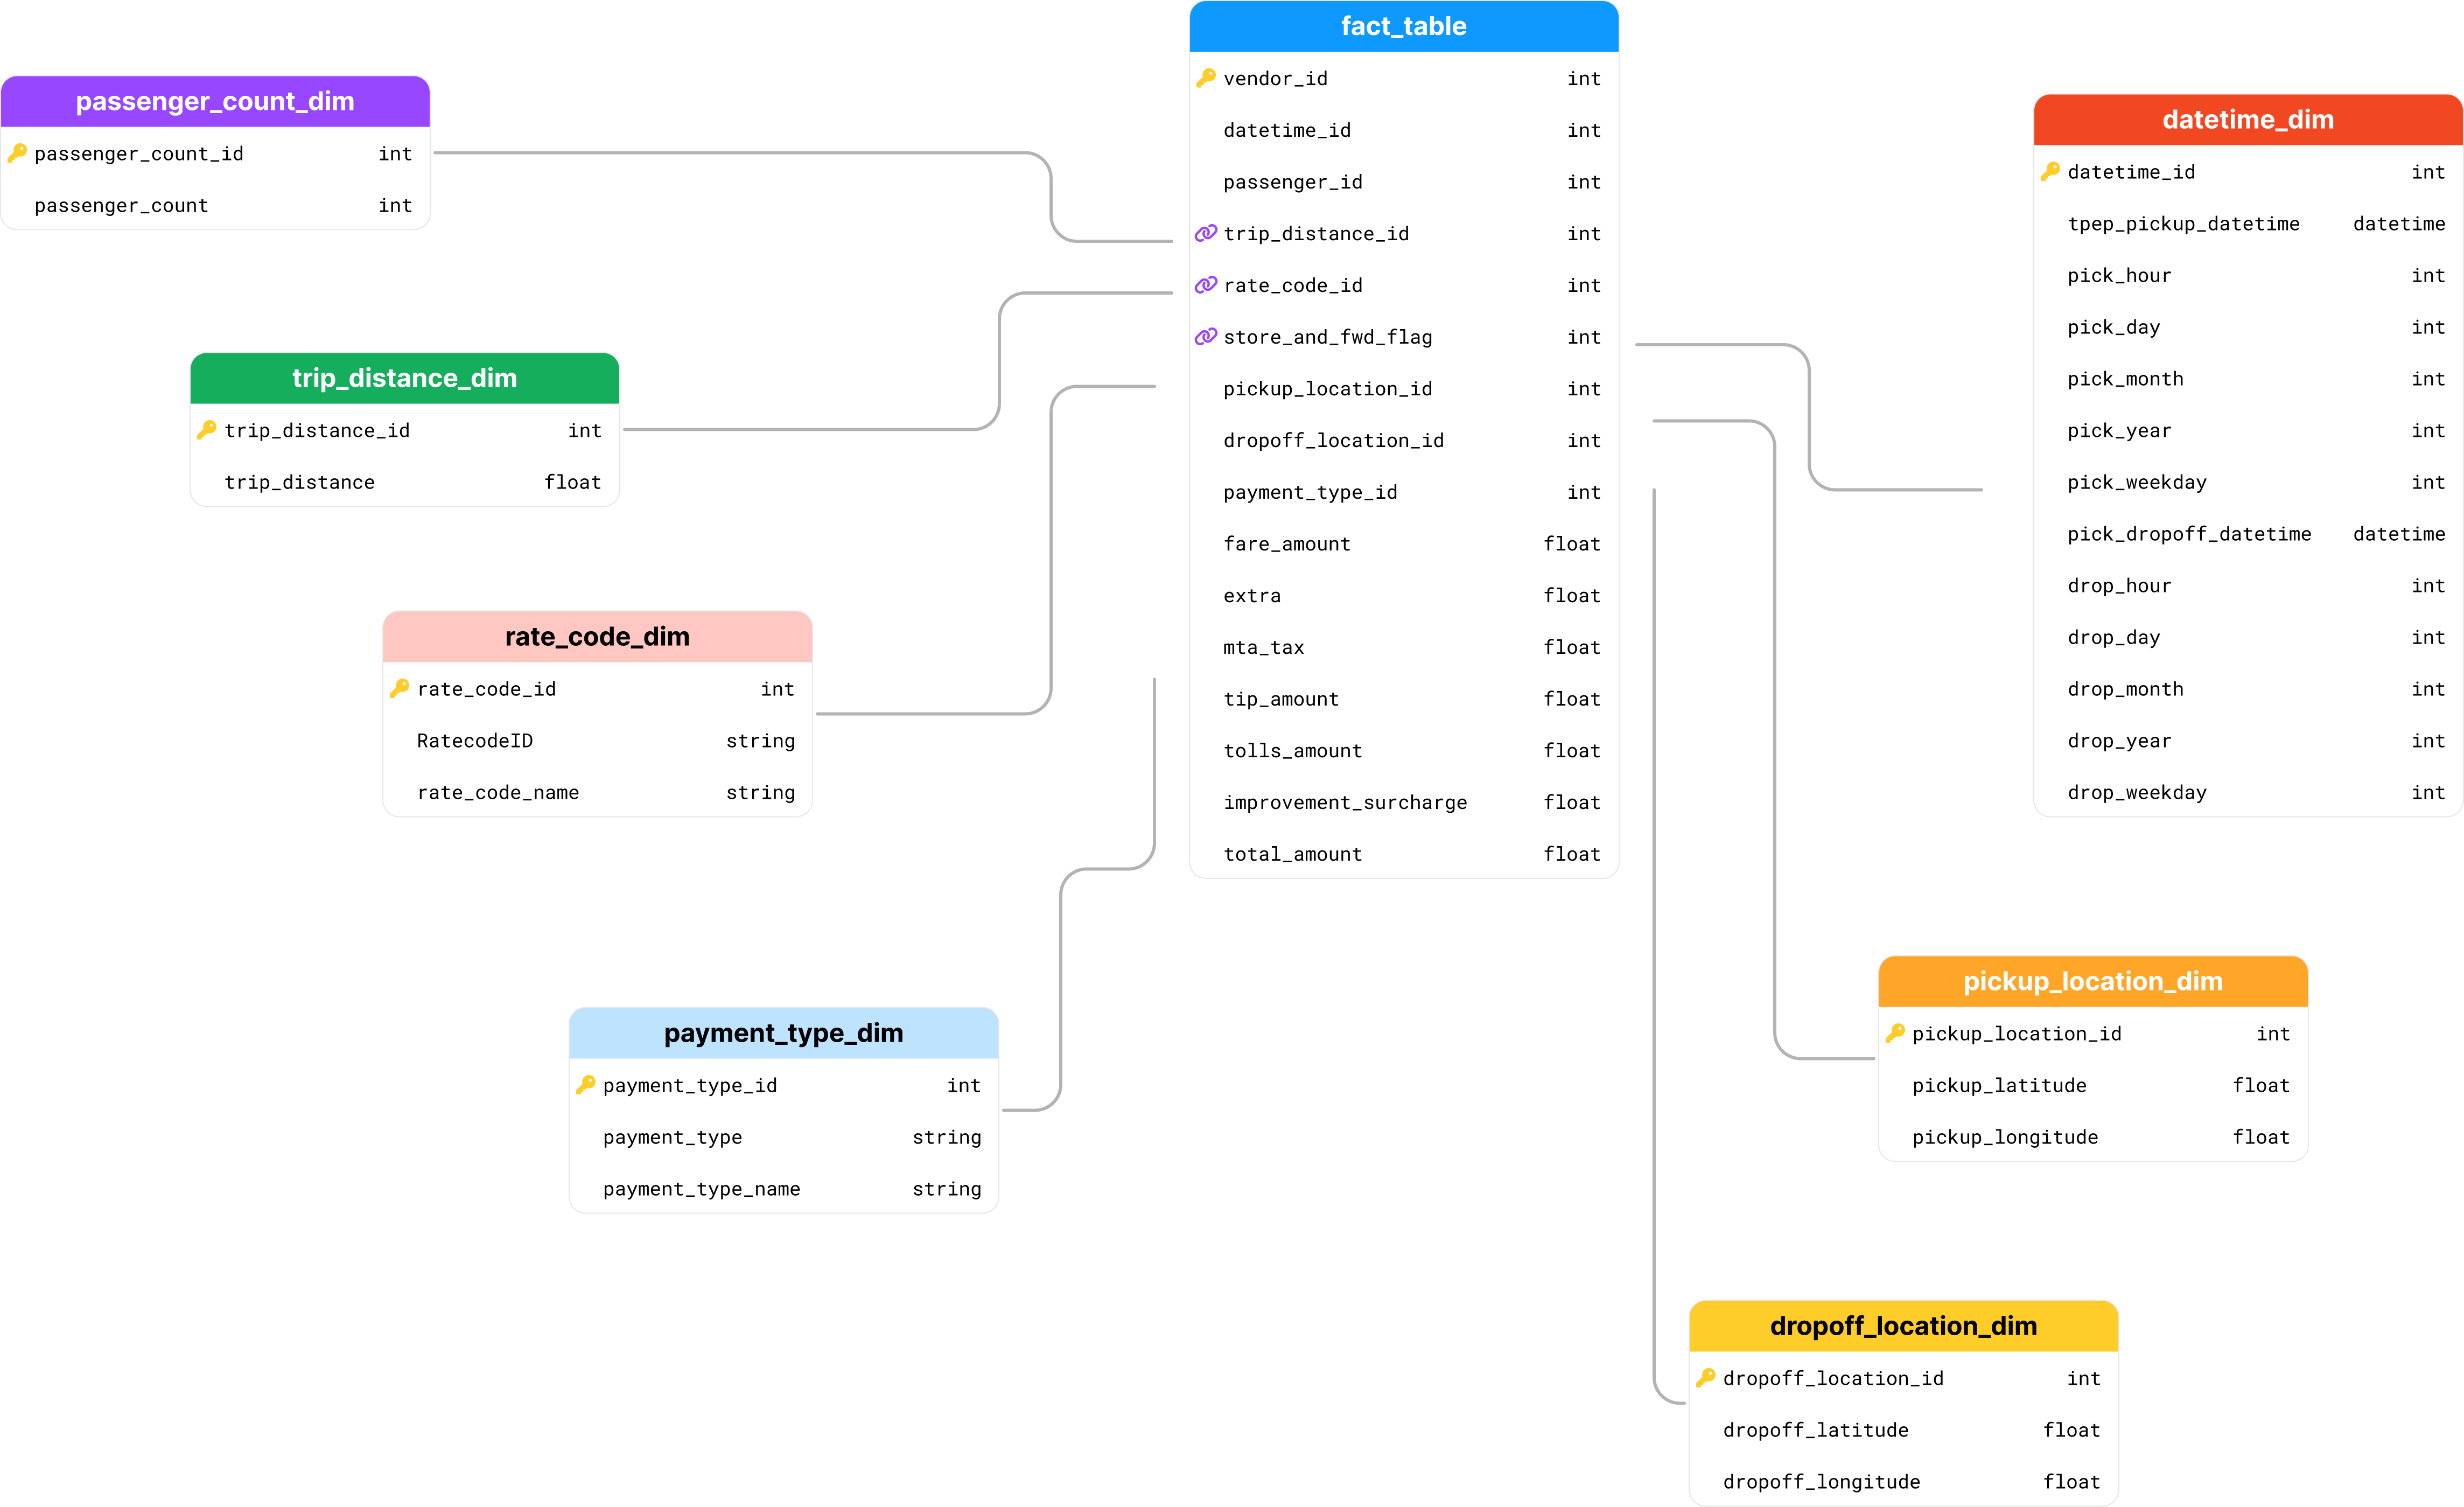 fact_table
vendor_id int
datetime_id int
passenger_id int
trip_distance_id int
rate_code_id int
store_and_fwd_flag int
pickup_location_id int
dropoff_location_id int
payment_type_id int
fare_amount float
extra float
mta_tax float
tip_amount float
tolls_amount float
improvement_surcharge float
total_amount float
passenger_count_dim
passenger_count_id int
passenger_count int
trip_distance_dim
trip_distance_id int
trip_distance float
rate_code_dim
rate_code_id int
RatecodeID string
rate_code_name string
payment_type_dim
payment_type_id int
payment_type string
payment_type_name string
datetime_dim
datetime_id int
tpep_pickup_datetime datetime
pick_hour int
pick_day int
pick_month int
pick_year int
pick_weekday int
pick_dropoff_datetime datetime
drop_hour int
drop_day int
drop_month int
drop_year int
drop_weekday int
pickup_location_dim
pickup_location_id int
pickup_latitude float
pickup_longitude float
dropoff_location_dim
dropoff_location_id int
dropoff_latitude float
dropoff_longitude float